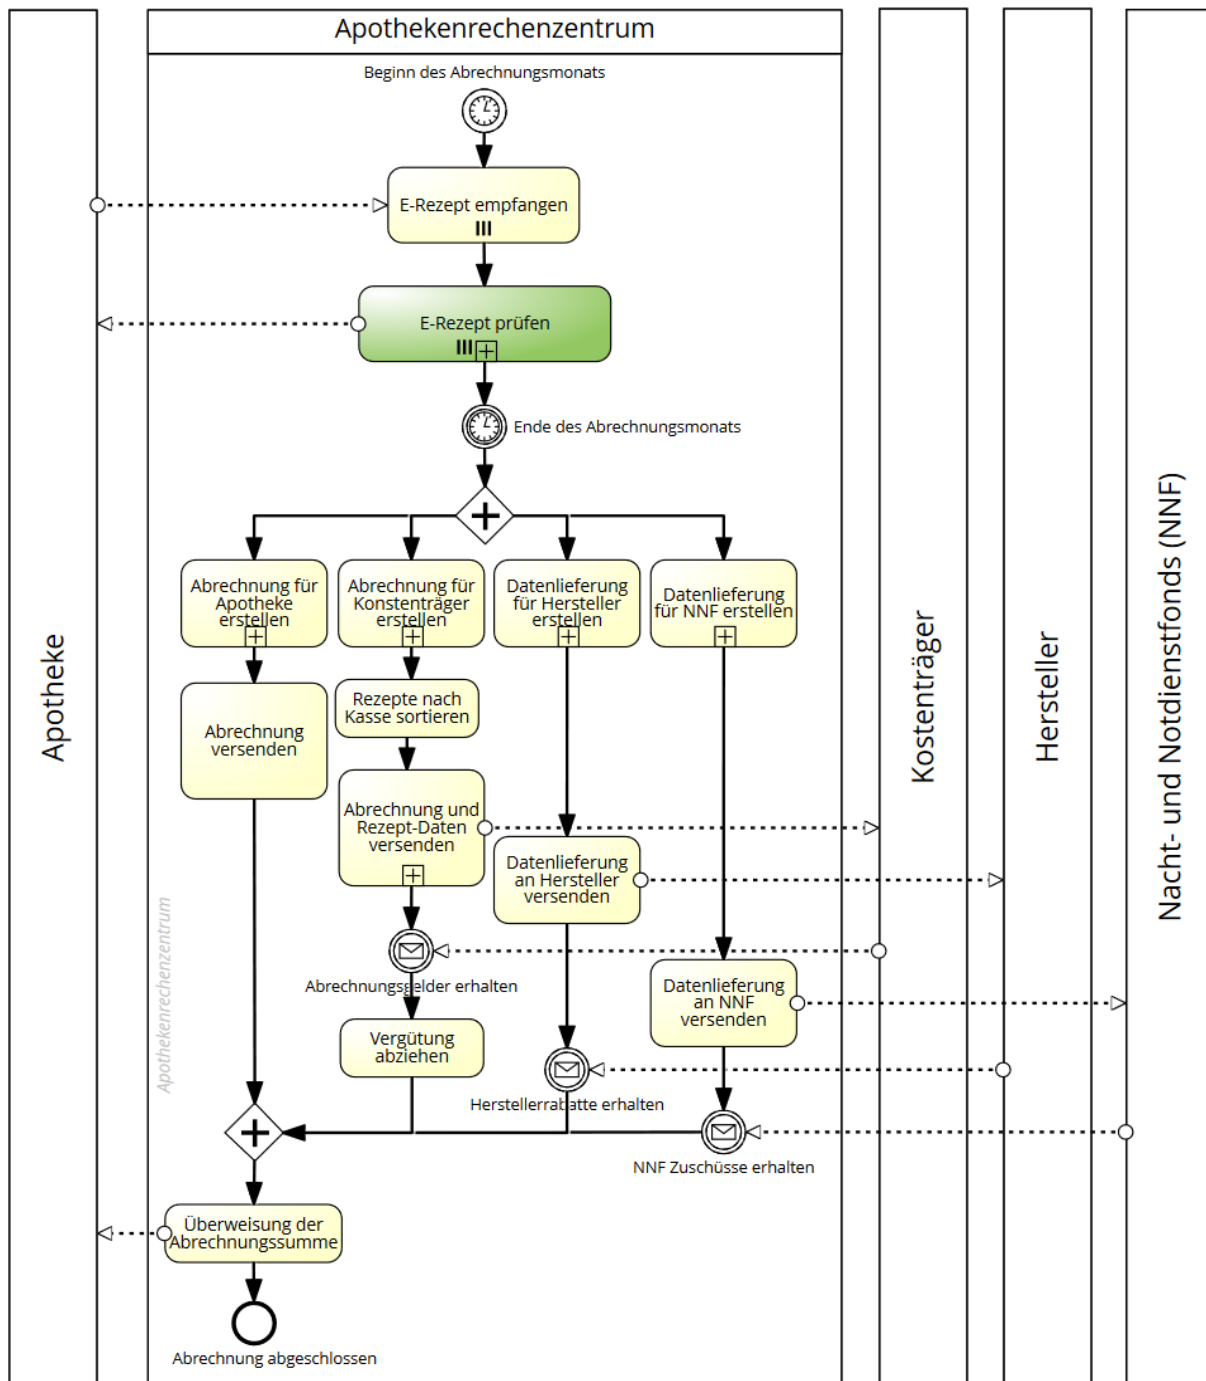 Apothekenrechenzentrum
Beginn des Abrechnungsmonats
E-Rezept empfangen
E-Rezept prüfen
Ende des Abrechnungsmonats
Abrechnung für
Apotheke
erstellen
Abrechnung für
Konstenträger
erstellen
Datenlieferung
für Hersteller
erstellen
Datenlieferung
für NNF erstellen
Abrechnung
versenden
Rezepte nach
Kasse sortieren
Abrechnung und
Rezept-Daten
versenden
Datenlieferung
an Hersteller
versenden
Abrechnungsgelder erhalten
Datenlieferung
an NNF
versenden
Vergütung
abziehen
Herstellerrabatte erhalten
NNF Zuschüsse erhalten
Überweisung der
Abrechnungssumme
Abrechnung abgeschlossen
Apotheke
Apothekenrechenzentrum
Kostenträger
Hersteller
Nacht- und Notdienstfonds (NNF)